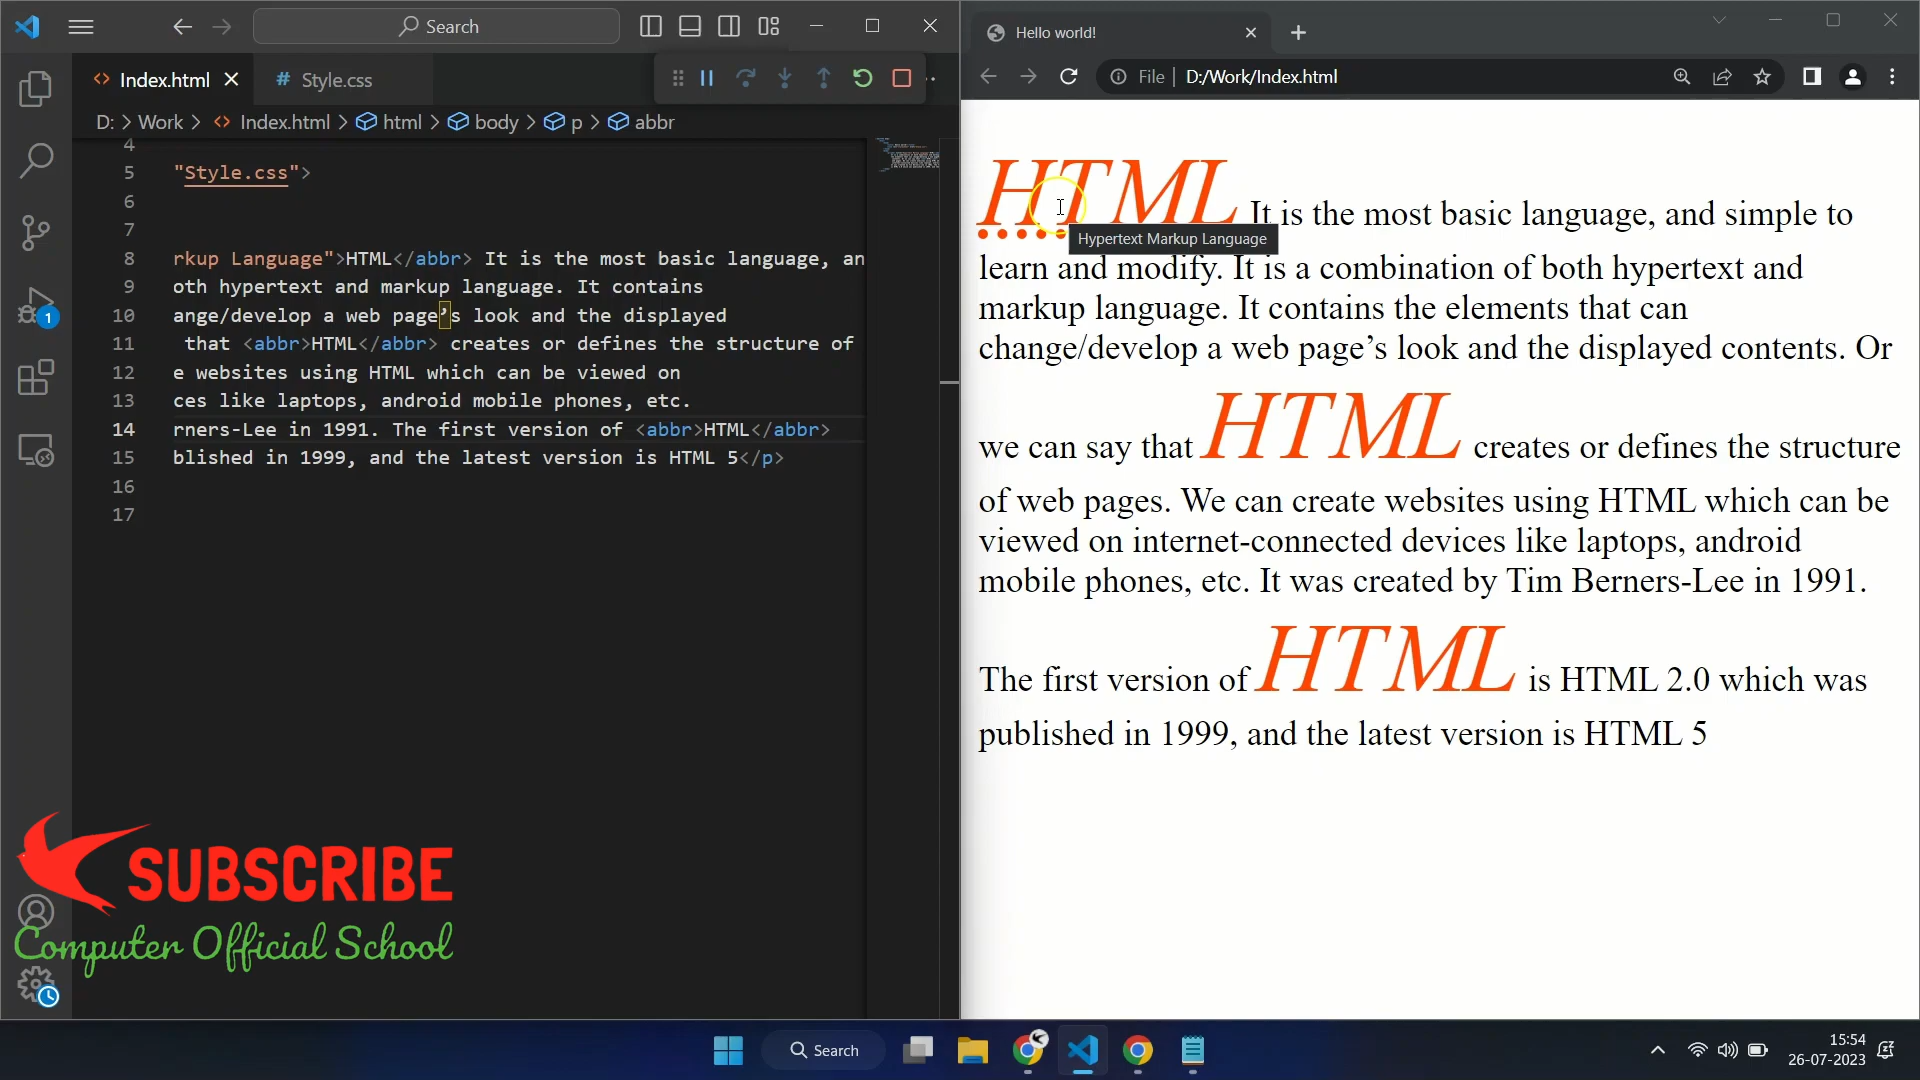 Search
Index.html
# Style.css
D: > Work > Index.html > html > body > p > abbr
4
5 "Style.css">
6
7
8 rkup Language">HTML</abbr> It is the most basic language, an
9 oth hypertext and markup language. It contains
10 ange/develop a web page’s look and the displayed
11 that <abbr>HTML</abbr> creates or defines the structure of
12 e websites using HTML which can be viewed on
13 ces like laptops, android mobile phones, etc.
14 rners-Lee in 1991. The first version of <abbr>HTML</abbr>
15 blished in 1999, and the latest version is HTML 5</p>
16
17
1
SUBSCRIBE
Computer Official School
Hello world!
File | D:/Work/Index.html
HTML It is the most basic language, and simple to
Hypertext Markup Language
learn and modify. It is a combination of both hypertext and
markup language. It contains the elements that can
change/develop a web page’s look and the displayed contents. Or
we can say that HTML creates or defines the structure
of web pages. We can create websites using HTML which can be
viewed on internet-connected devices like laptops, android
mobile phones, etc. It was created by Tim Berners-Lee in 1991.
The first version of HTML is HTML 2.0 which was
published in 1999, and the latest version is HTML 5
Search
15:54
26-07-2023